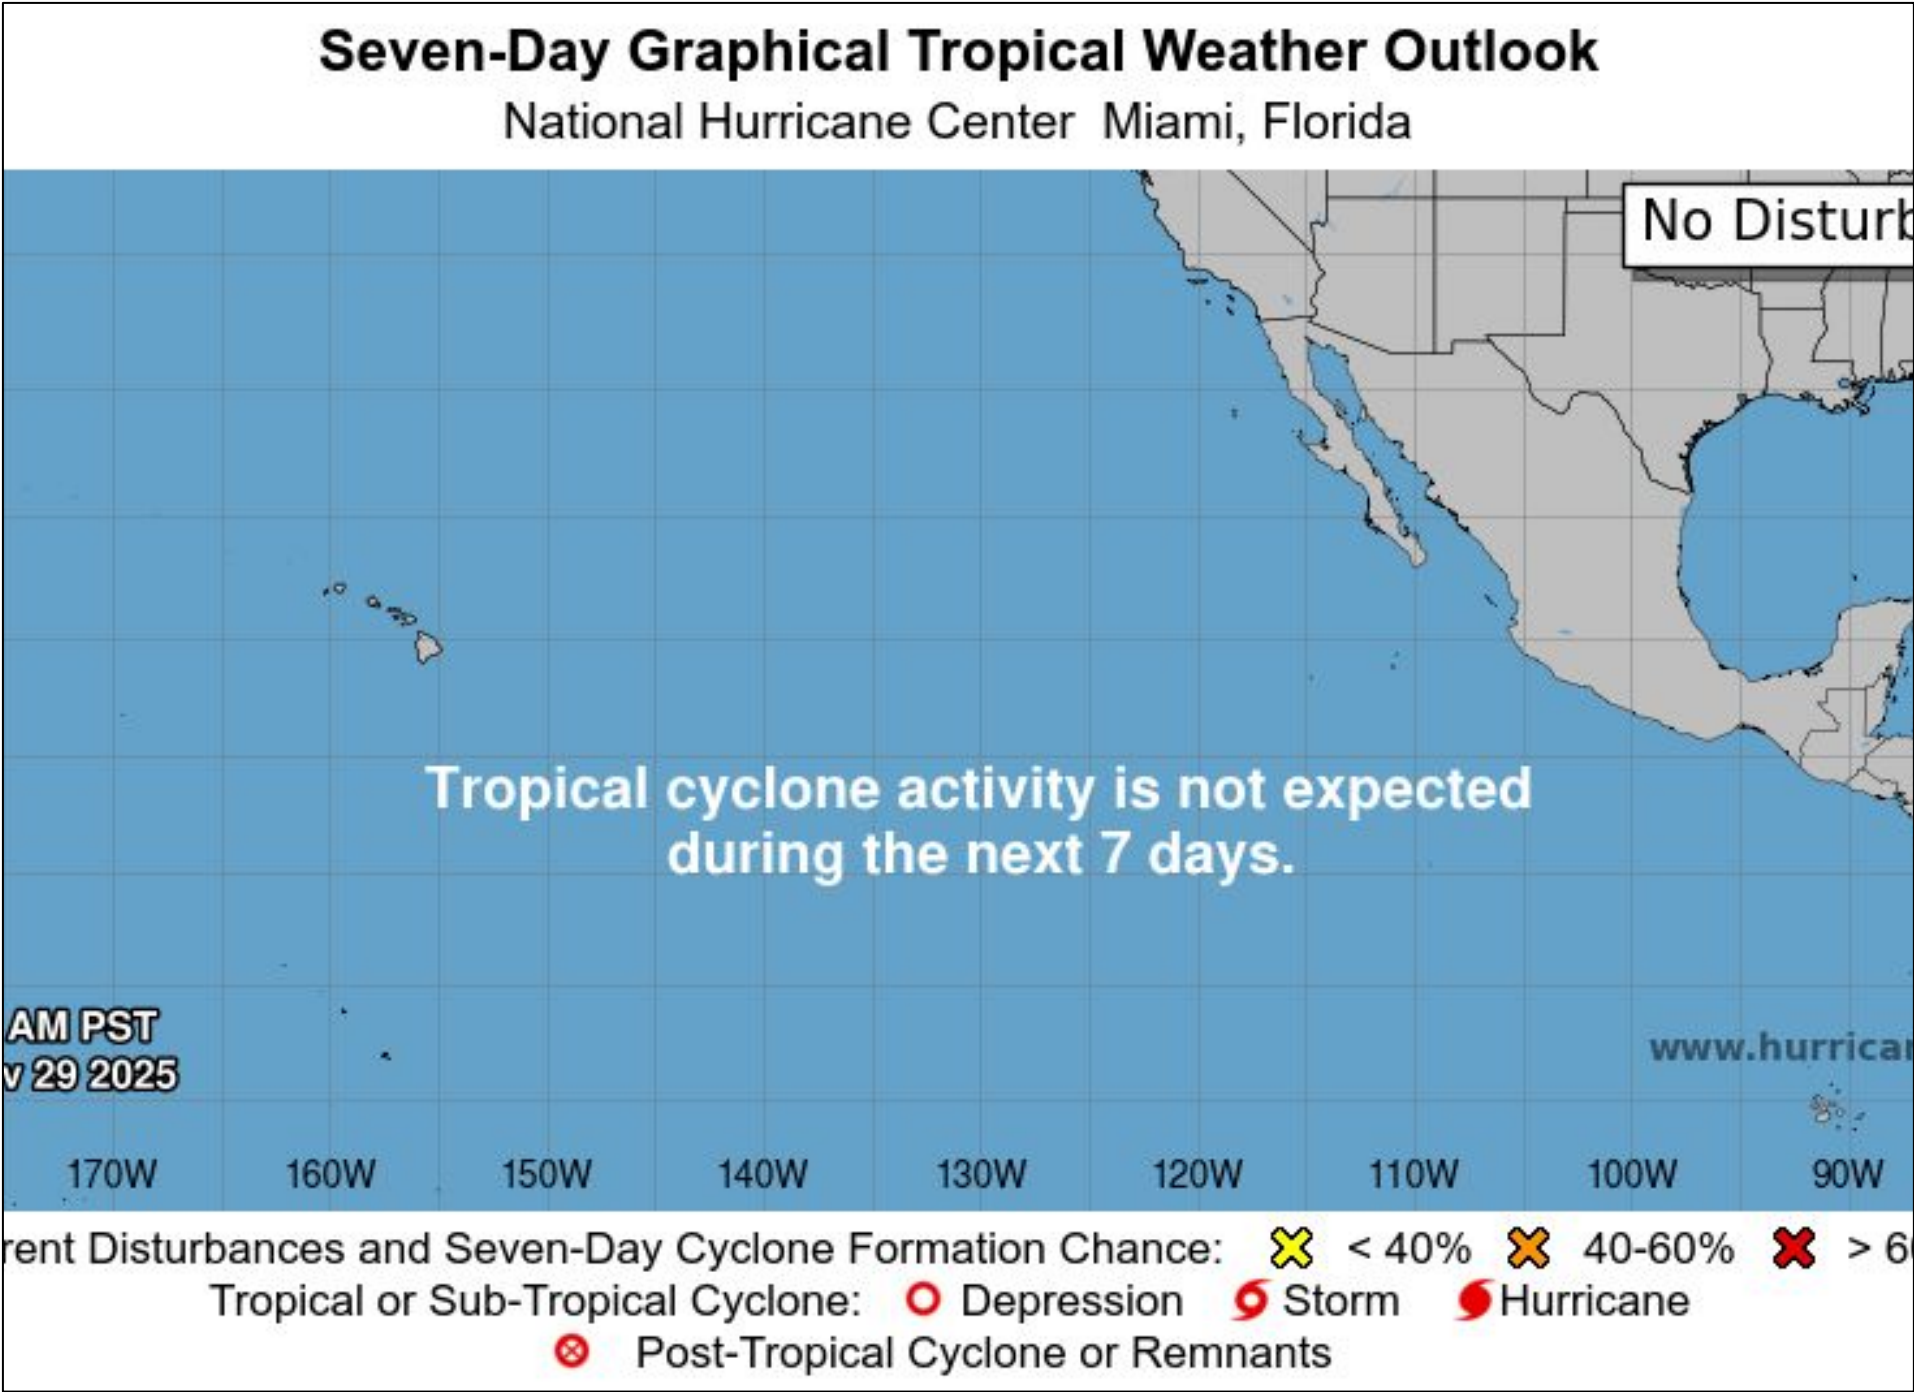 Seven-Day Graphical Tropical Weather Outlook
National Hurricane Center Miami, Florida
No Disturb
Tropical cyclone activity is not expected
during the next 7 days.
AM PST
v 29 2025
www.hurrica
170W 160W 150W 140W 130W 120W 110W 100W 90W
rent Disturbances and Seven-Day Cyclone Formation Chance: < 40% 40-60% > 60
Tropical or Sub-Tropical Cyclone: Depression Storm Hurricane
Post-Tropical Cyclone or Remnants